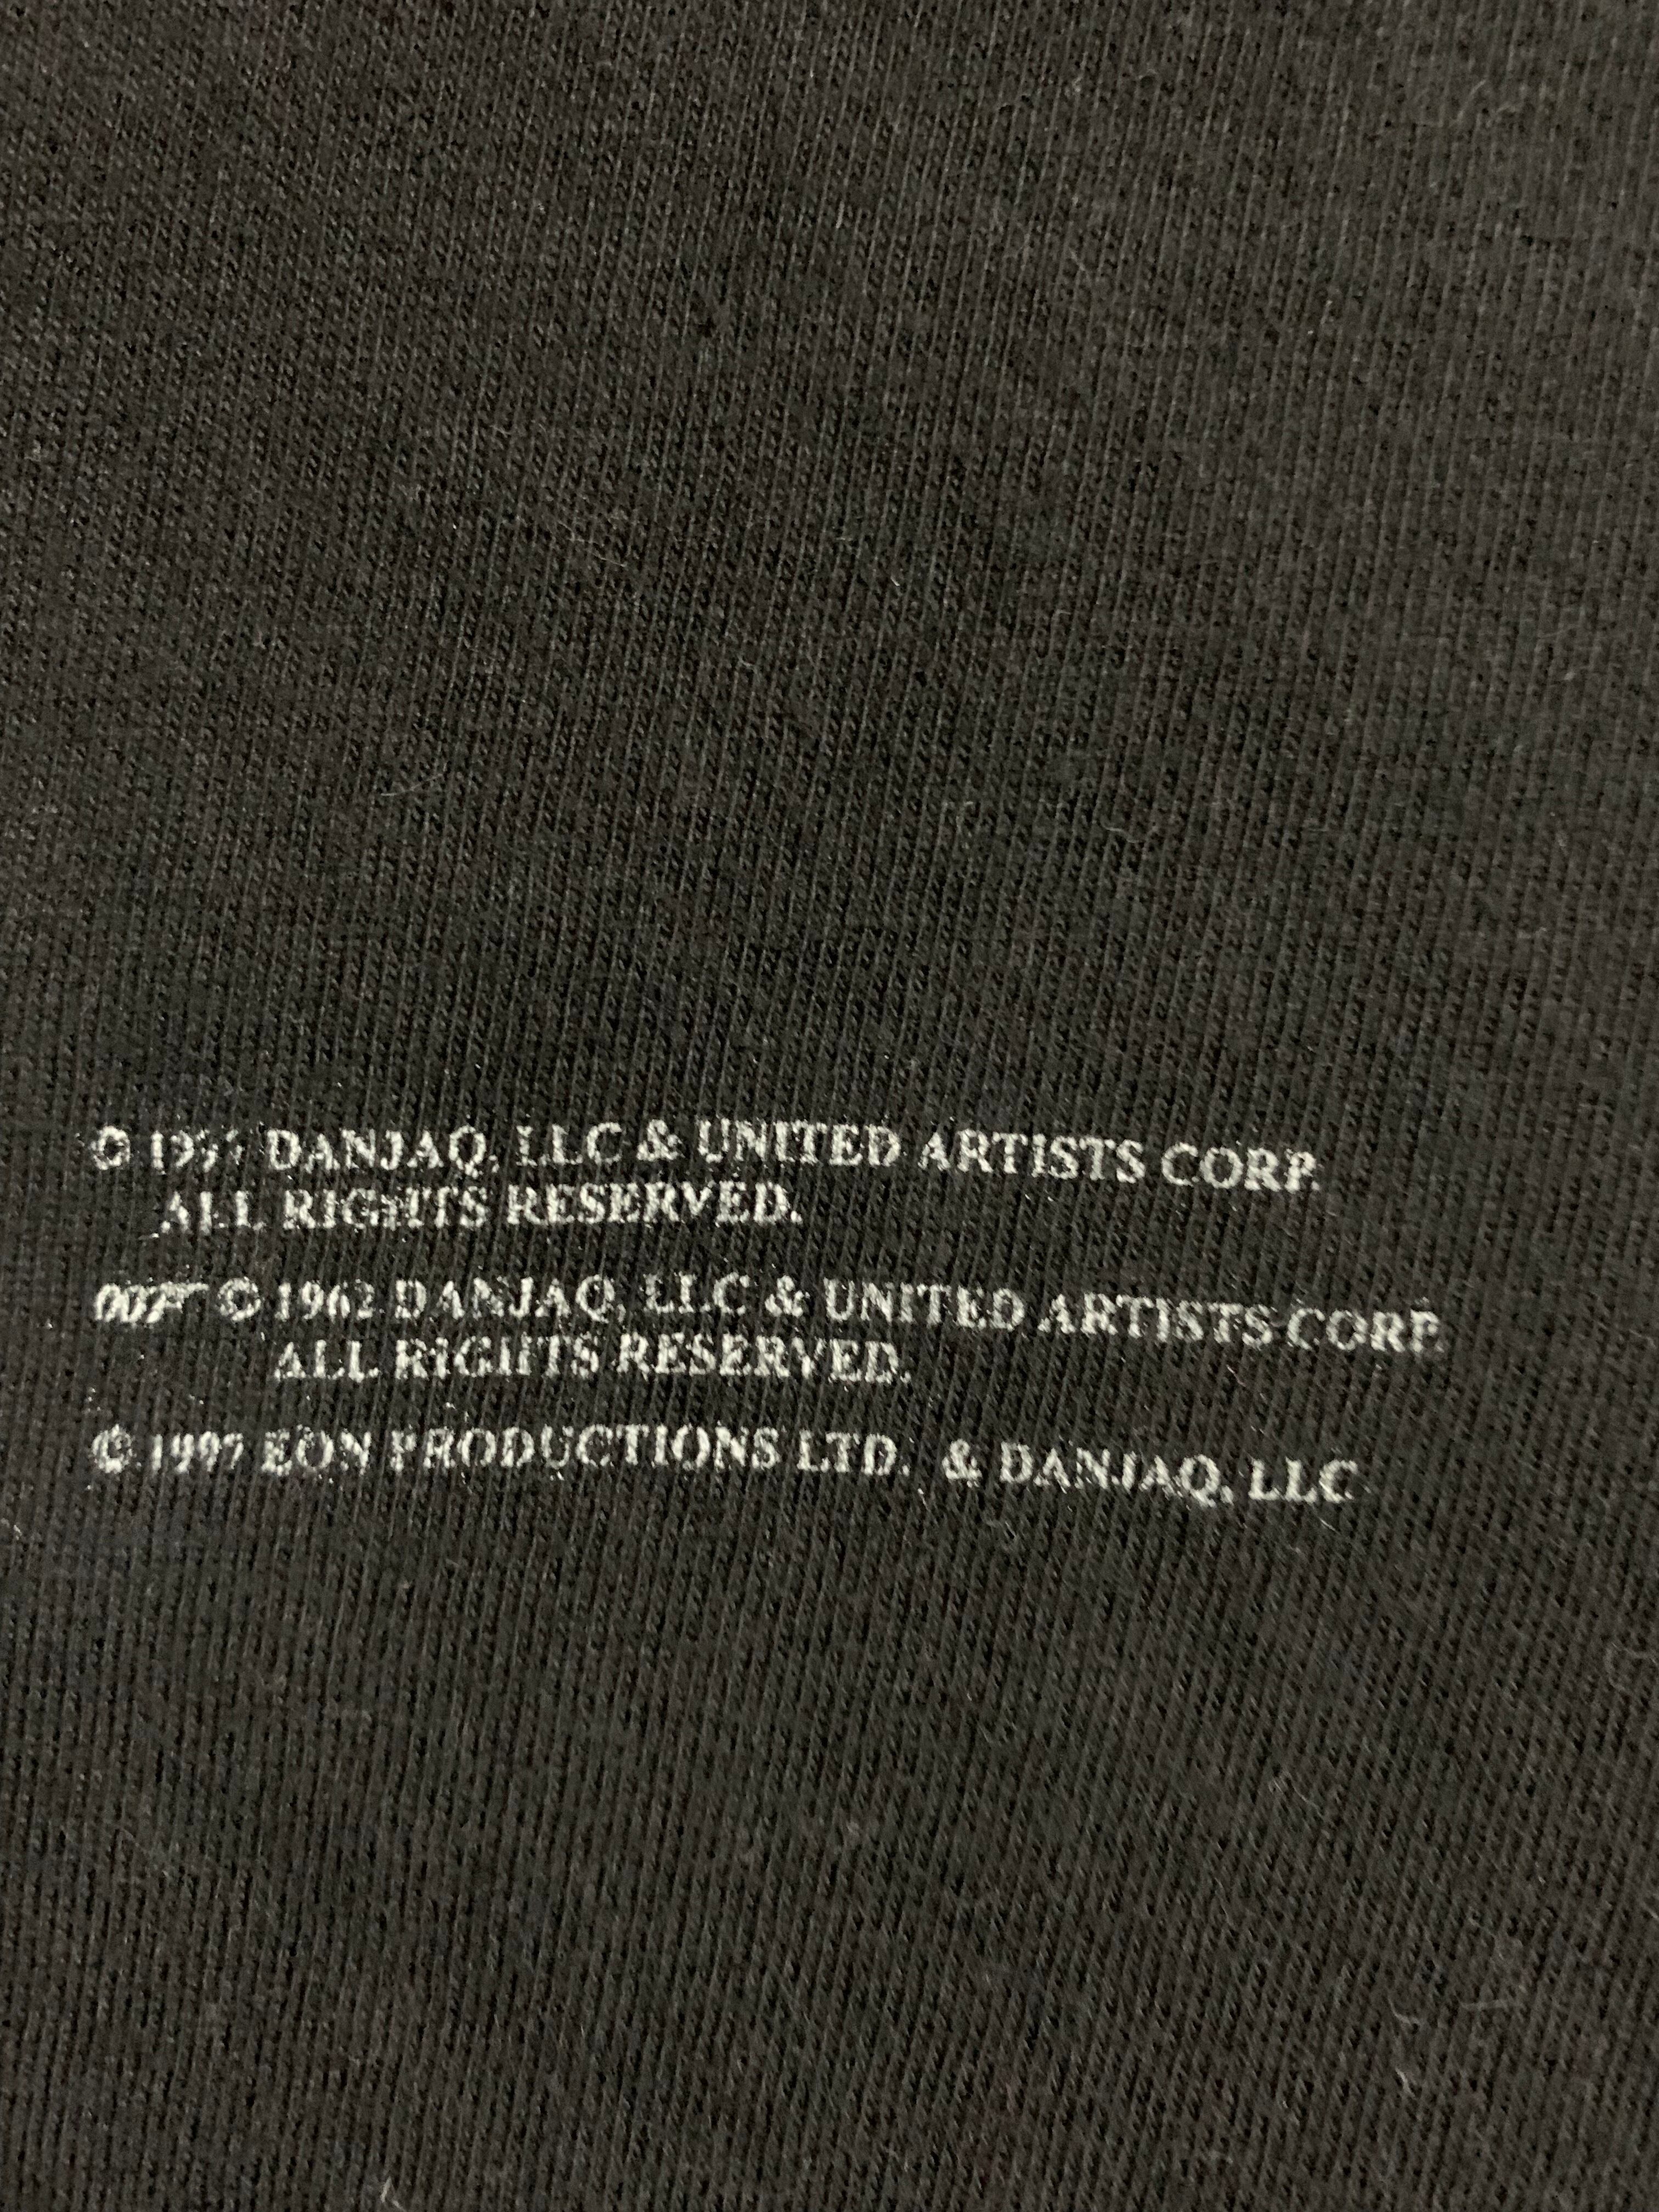 © 1997 DANJAQ, LLC & UNITED ARTISTS CORP.
ALL RIGHTS RESERVED.
007 © 1962 DANJAQ, LLC & UNITED ARTISTS CORP.
ALL RIGHTS RESERVED.
© 1997 EON PRODUCTIONS LTD. & DANJAQ, LLC